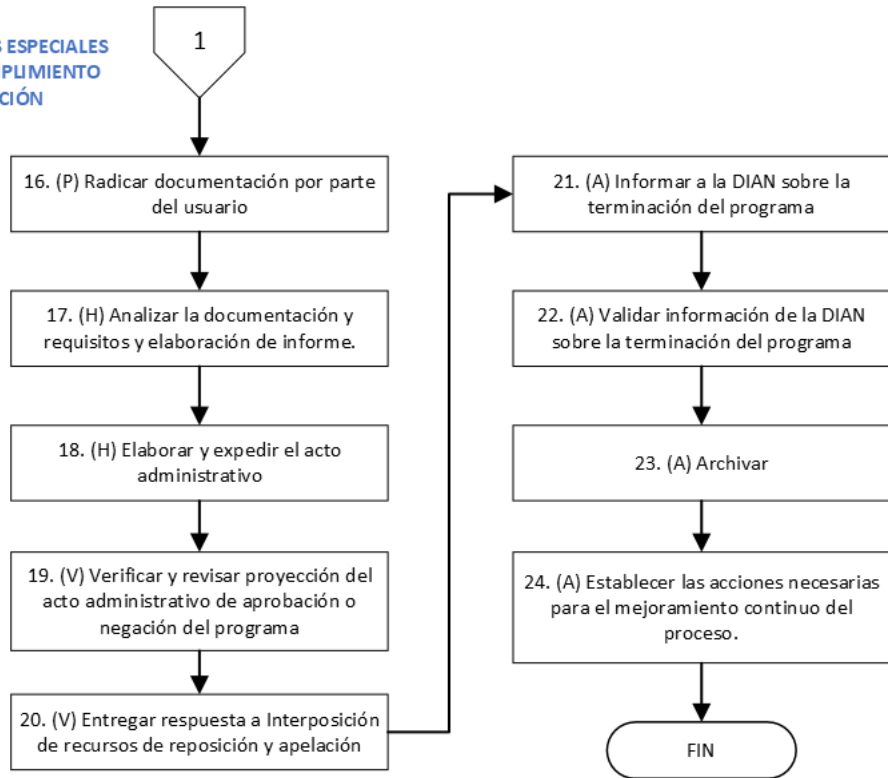 ESPECIALES
PLIMIENTO
CIÓN
1
16. (P) Radicar documentación por parte
del usuario
17. (H) Analizar la documentación y
requisitos y elaboración de informe.
18. (H) Elaborar y expedir el acto
administrativo
19. (V) Verificar y revisar proyección del
acto administrativo de aprobación o
negación del programa
20. (V) Entregar respuesta a Interposición
de recursos de reposición y apelación
21. (A) Informar a la DIAN sobre la
terminación del programa
22. (A) Validar información de la DIAN
sobre la terminación del programa
23. (A) Archivar
24. (A) Establecer las acciones necesarias
para el mejoramiento continuo del
proceso.
FIN